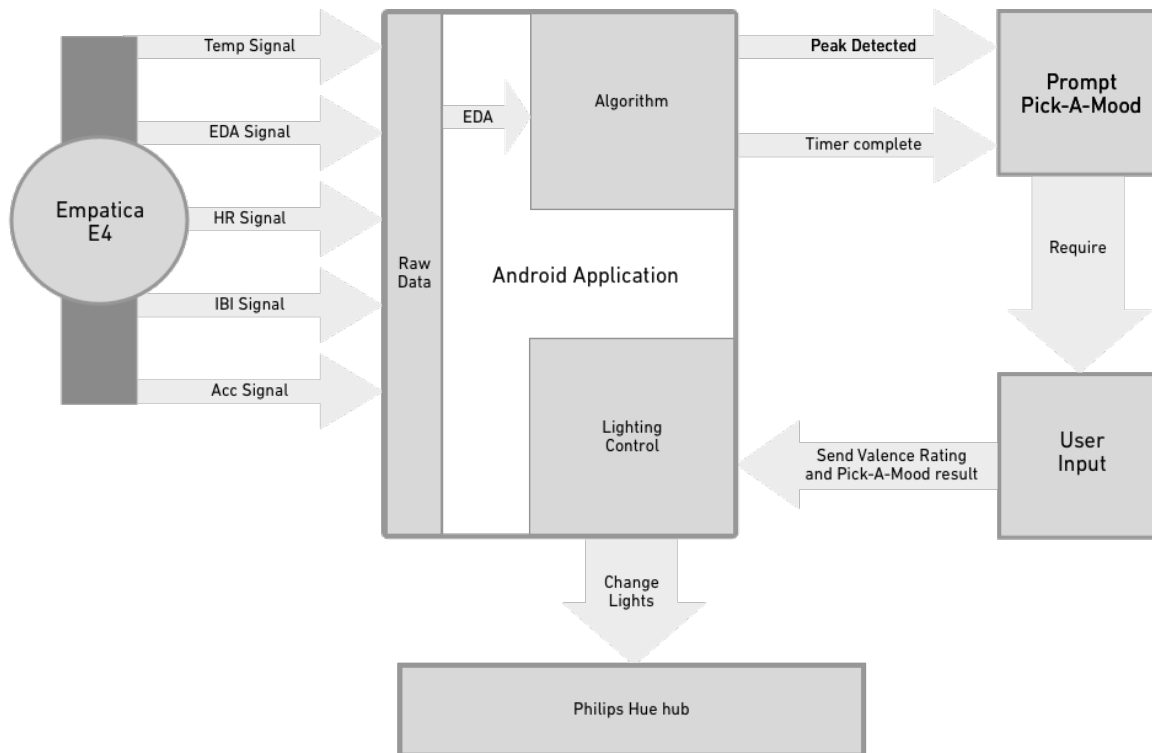 Temp Signal
EDA Signal
HR Signal
IBI Signal
Acc Signal
Empatica
E4
Raw
Data
EDA
Algorithm
Android Application
Lighting
Control
Peak Detected
Timer complete
Prompt
Pick-A-Mood
Require
User
Input
Send Valence Rating
and Pick-A-Mood result
Change
Lights
Philips Hue hub